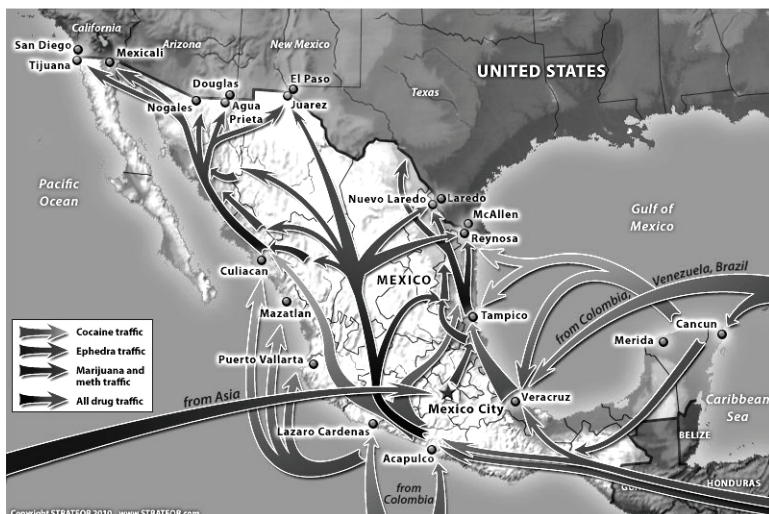 California
San Diego
Mexicali
Tijuana
Arizona
New Mexico
Douglas
El Paso
Nogales
Agua
Prieta
Juarez
Texas
UNITED STATES
Pacific
Ocean
Nuevo Laredo
Laredo
McAllen
Reynosa
Gulf of
Mexico
Culiacan
MEXICO
from Colombia,
Venezuela, Brazil
Mazatlan
Tampico
Merida
Cancun
Cocaine traffic
Ephedra traffic
Marijuana and
meth traffic
All drug traffic
Puerto Vallarta
from Asia
Mexico City
Veracruz
Caribbean
Sea
Lazaro Cardenas
Acapulco
BELIZE
from
Colombia
HONDURAS
Copyright STRATFOR 2010 www.STRATFOR.com